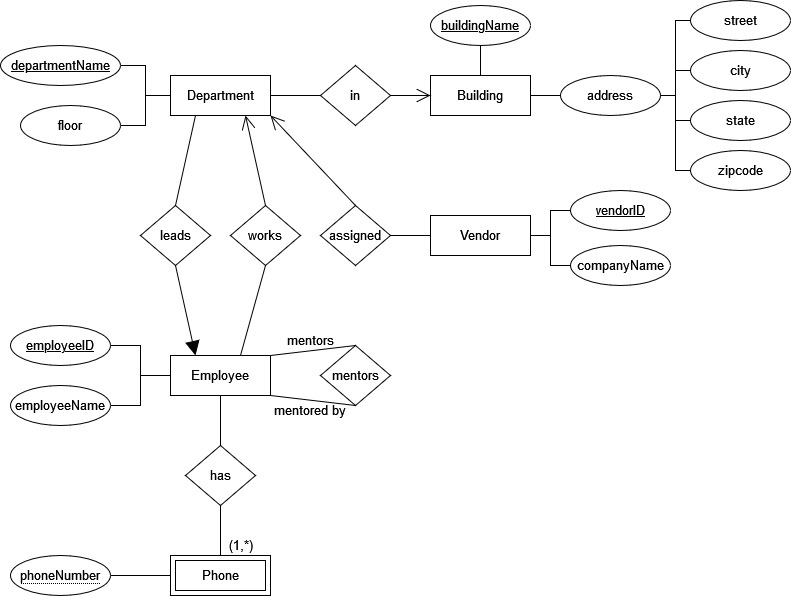 street
buildingName
departmentName
city
Department
in
Building
address
floor
state
zipcode
vendorID
leads
works
assigned
Vendor
companyName
mentors
employeeID
Employee
mentors
employeeName
mentored by
has
(1,*)
phoneNumber
Phone